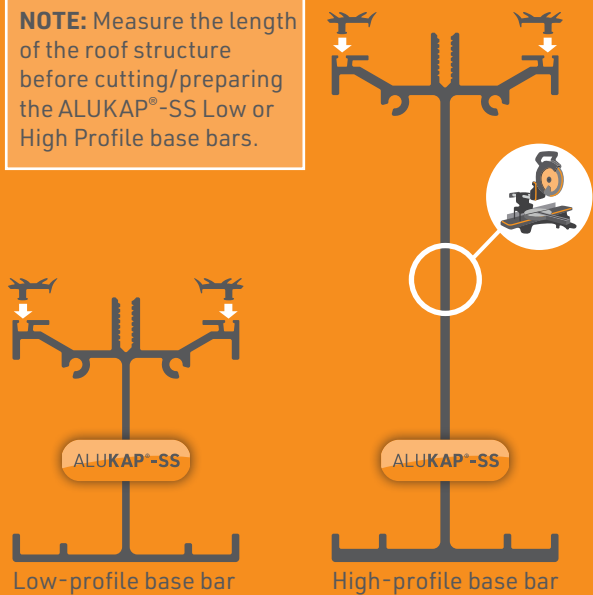 NOTE: Measure the length
of the roof structure
before cutting/preparing
the ALUKAP®-SS Low or
High Profile base bars.
ALUKAP®-SS
ALUKAP®-SS
Low-profile base bar
High-profile base bar